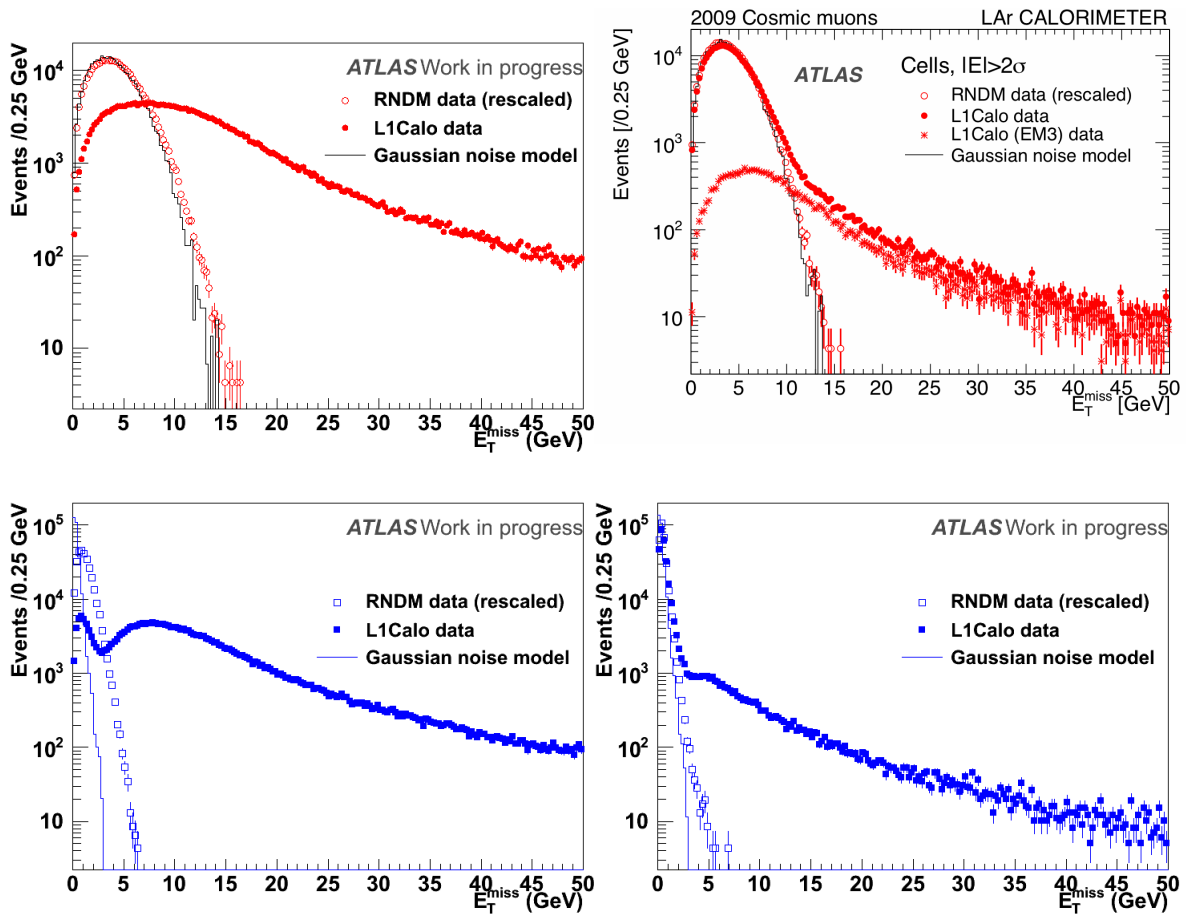 Events /0.25 GeV
10⁴
10³
10²
10
ATLAS Work in progress
RNDM data (rescaled)
L1Calo data
Gaussian noise model
0 5 10 15 20 25 30 35 40 45 50
E_T^miss (GeV)
2009 Cosmic muons LAr CALORIMETER
Events [/0.25 GeV]
10⁴
10³
10²
10
ATLAS
Cells, |E|>2σ
RNDM data (rescaled)
L1Calo data
L1Calo (EM3) data
Gaussian noise model
0 5 10 15 20 25 30 35 40 45 50
E_T^miss [GeV]
Events /0.25 GeV
10⁵
10⁴
10³
10²
10
ATLAS Work in progress
RNDM data (rescaled)
L1Calo data
Gaussian noise model
0 5 10 15 20 25 30 35 40 45 50
E_T^miss (GeV)
Events /0.25 GeV
10⁵
10⁴
10³
10²
10
ATLAS Work in progress
RNDM data (rescaled)
L1Calo data
Gaussian noise model
0 5 10 15 20 25 30 35 40 45 50
E_T^miss (GeV)